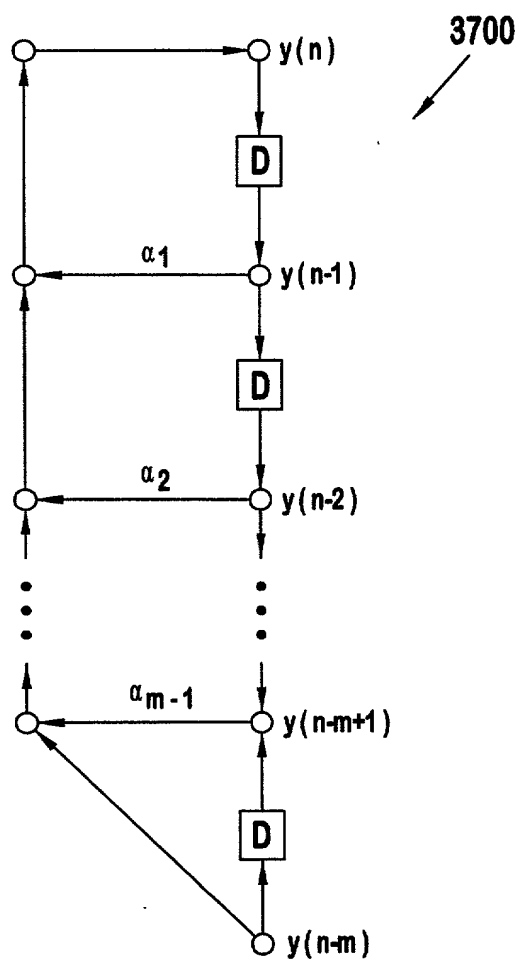 3700
y(n)
D
α1 y(n-1)
D
α2 y(n-2)
αm-1 y(n-m+1)
D
y(n-m)